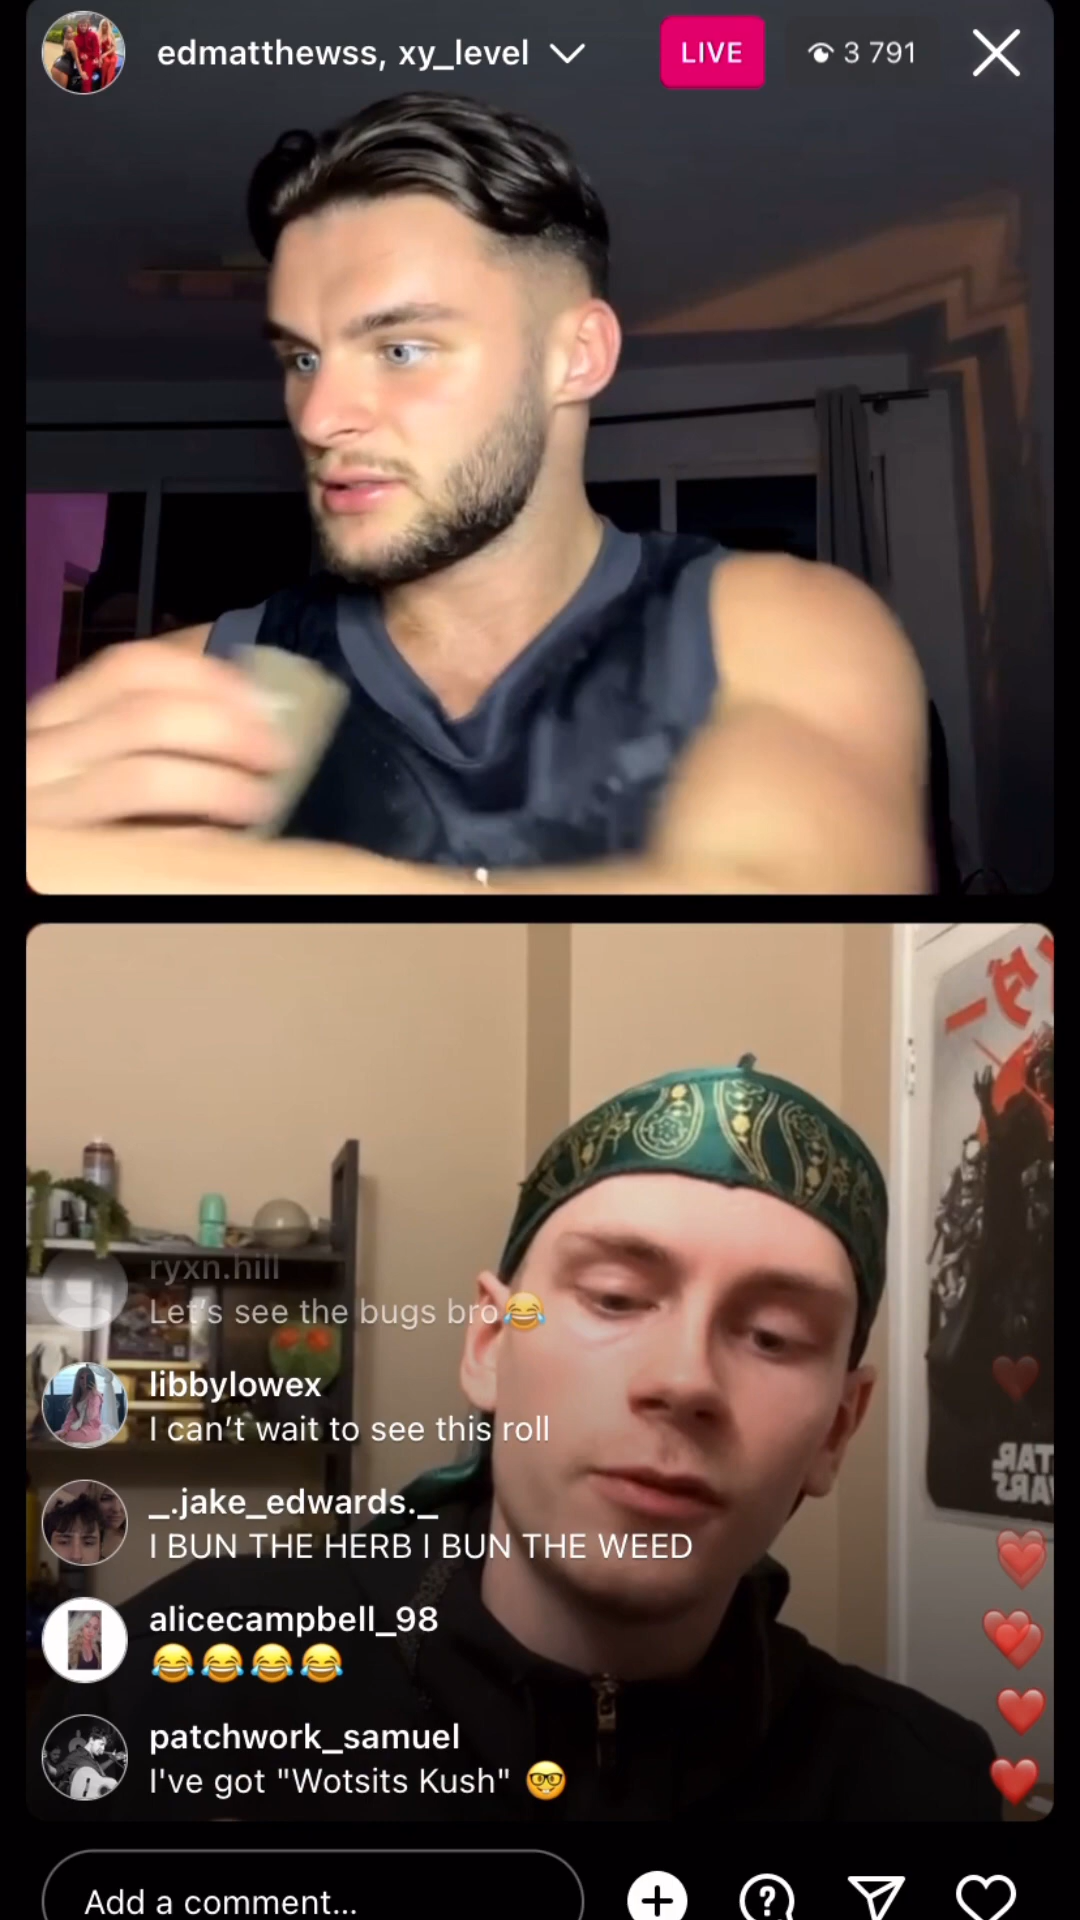 edmatthewss, xy_level
LIVE
3 791
ryxn.hill
Let's see the bugs bro😂
libbylowex
I can't wait to see this roll
_.jake_edwards._
I BUN THE HERB I BUN THE WEED
alicecampbell_98
😂😂😂😂
patchwork_samuel
I've got "Wotsits Kush" 🤓
Add a comment...